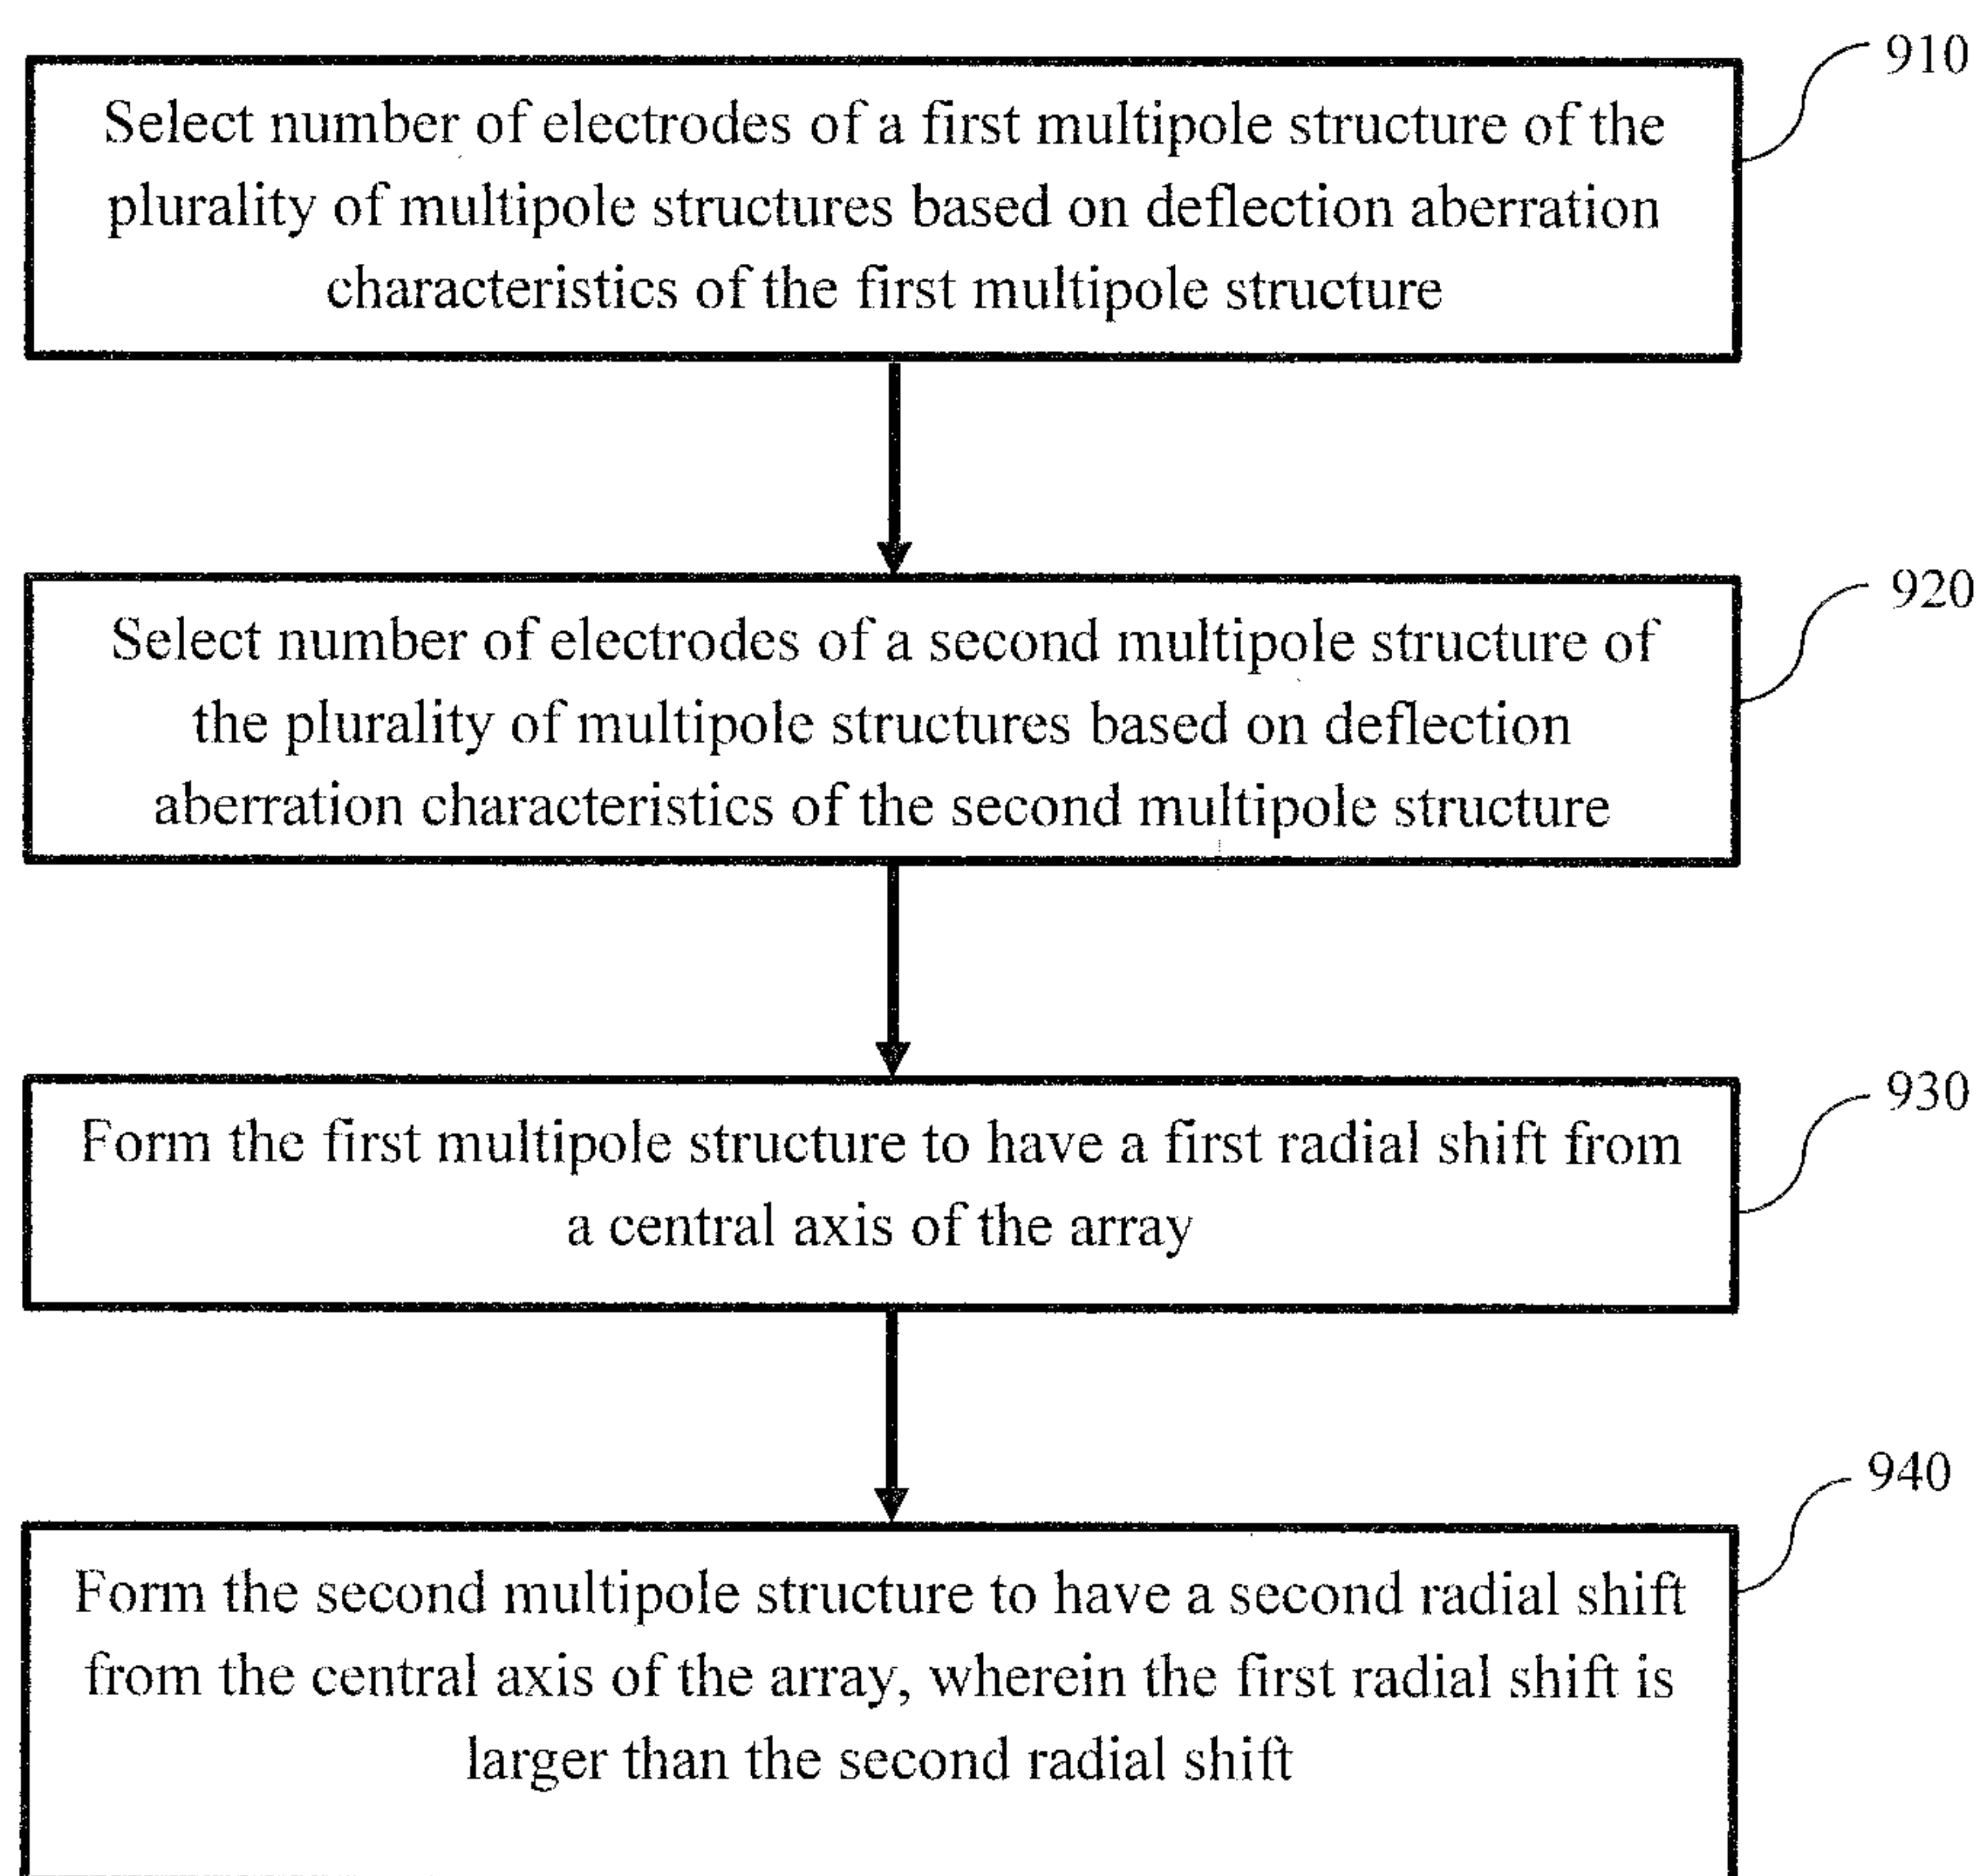 910
Select number of electrodes of a first multipole structure of the
plurality of multipole structures based on deflection aberration
characteristics of the first multipole structure
920
Select number of electrodes of a second multipole structure of
the plurality of multipole structures based on deflection
aberration characteristics of the second multipole structure
930
Form the first multipole structure to have a first radial shift from
a central axis of the array
940
Form the second multipole structure to have a second radial shift
from the central axis of the array, wherein the first radial shift is
larger than the second radial shift